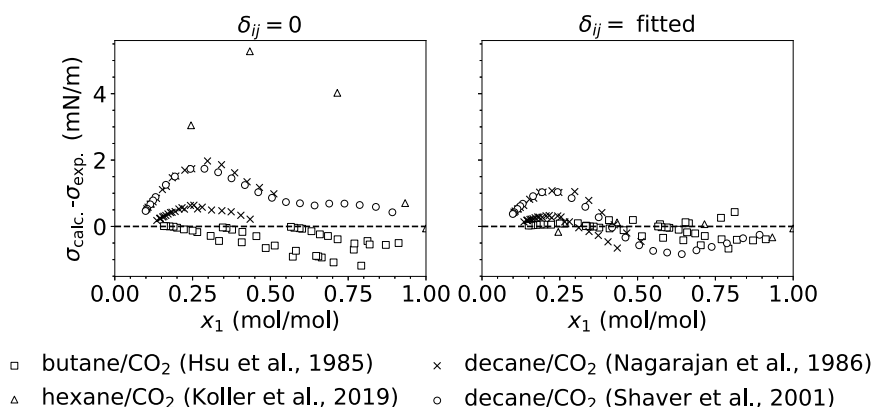 δij = 0
δij = fitted
σcalc.-σexp. (mN/m)
4
2
0
0.00 0.25 0.50 0.75 1.00
0.00 0.25 0.50 0.75 1.00
x1 (mol/mol)
x1 (mol/mol)
butane/CO2 (Hsu et al., 1985)
hexane/CO2 (Koller et al., 2019)
decane/CO2 (Nagarajan et al., 1986)
decane/CO2 (Shaver et al., 2001)